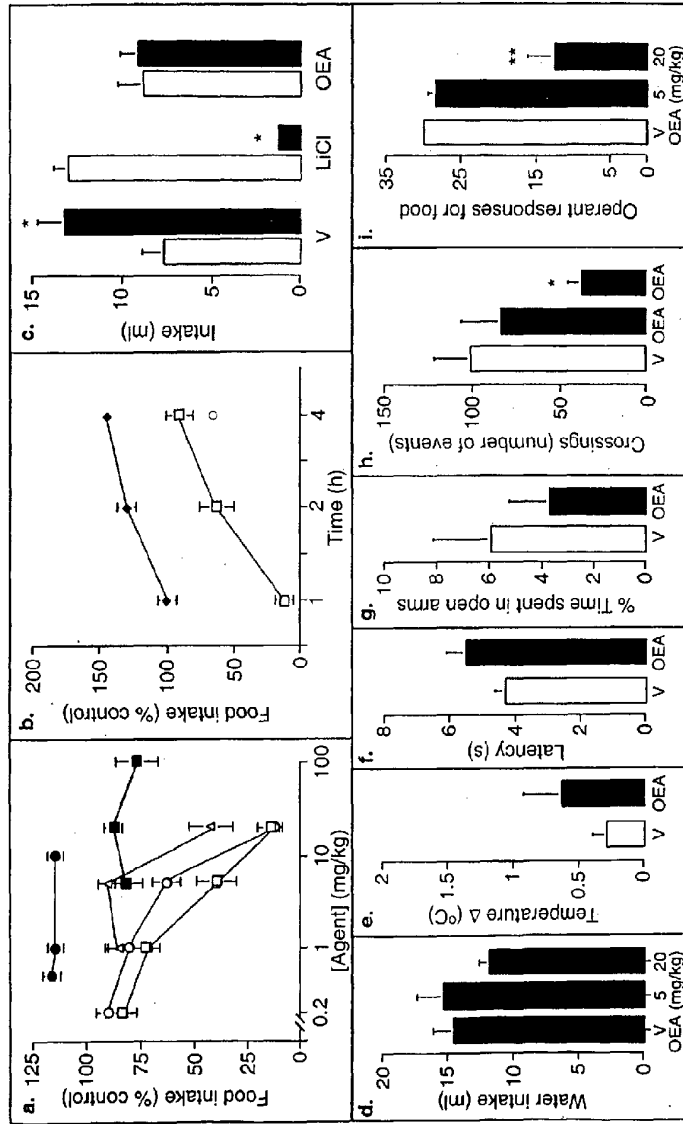 a.
Food intake (% control)
125
100
75
50
25
0
0.2
1
10
100
[Agent] (mg/kg)
b.
Food intake (% control)
200
150
100
50
0
1
2
4
Time (h)
c.
Intake (ml)
15
10
5
0
*
*
V
LiCl
OEA
d.
Water intake (ml)
20
15
10
5
0
V
5
20
OEA
(mg/kg)
e.
Temperature Δ (°C)
2
1.5
1
0.5
0
V
OEA
f.
Latency (s)
8
6
4
2
0
V
OEA
g.
% Time spent in open arms
10
8
6
4
2
0
V
OEA
h.
Crossings (number of events)
150
100
50
0
*
V
OEA
OEA
i.
Operant responses for food
35
25
15
0
**
V
5
20
OEA (mg/kg)